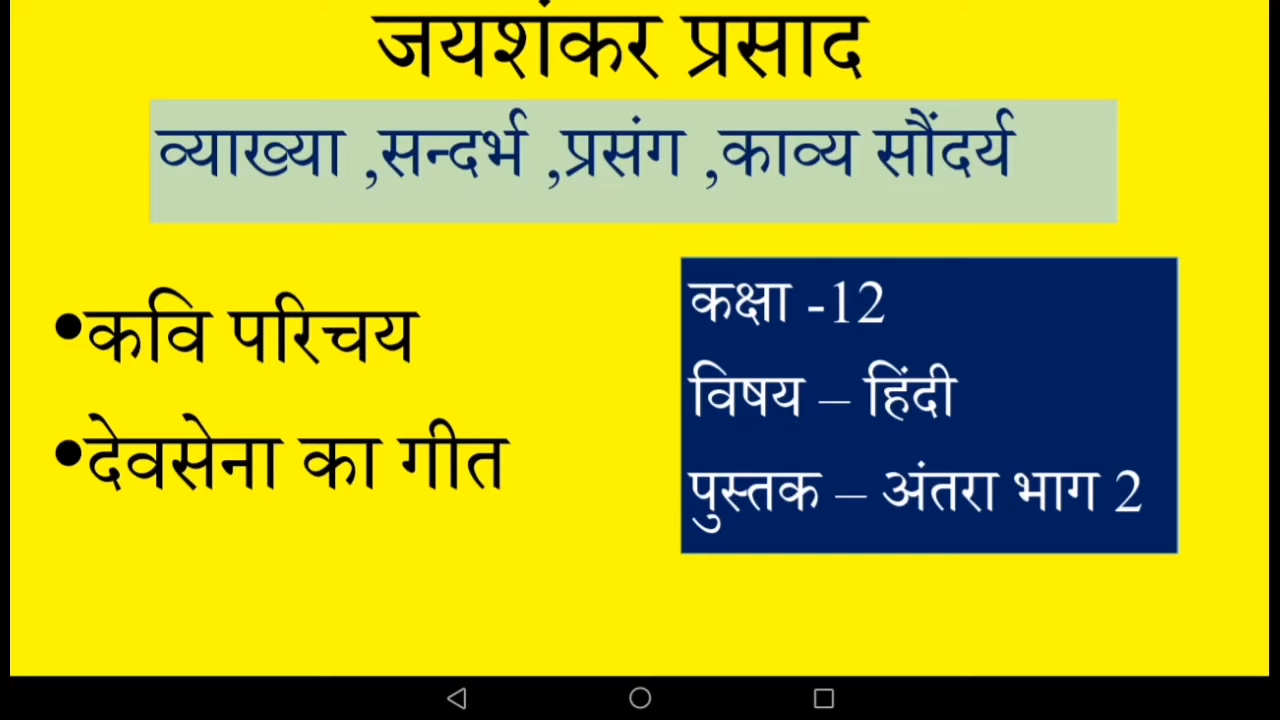 जयशंकर प्रसाद
व्याख्या ,सन्दर्भ ,प्रसंग ,काव्य सौंदर्य
•कवि परिचय
•देवसेना का गीत
कक्षा -12
विषय – हिंदी
पुस्तक – अंतरा भाग 2